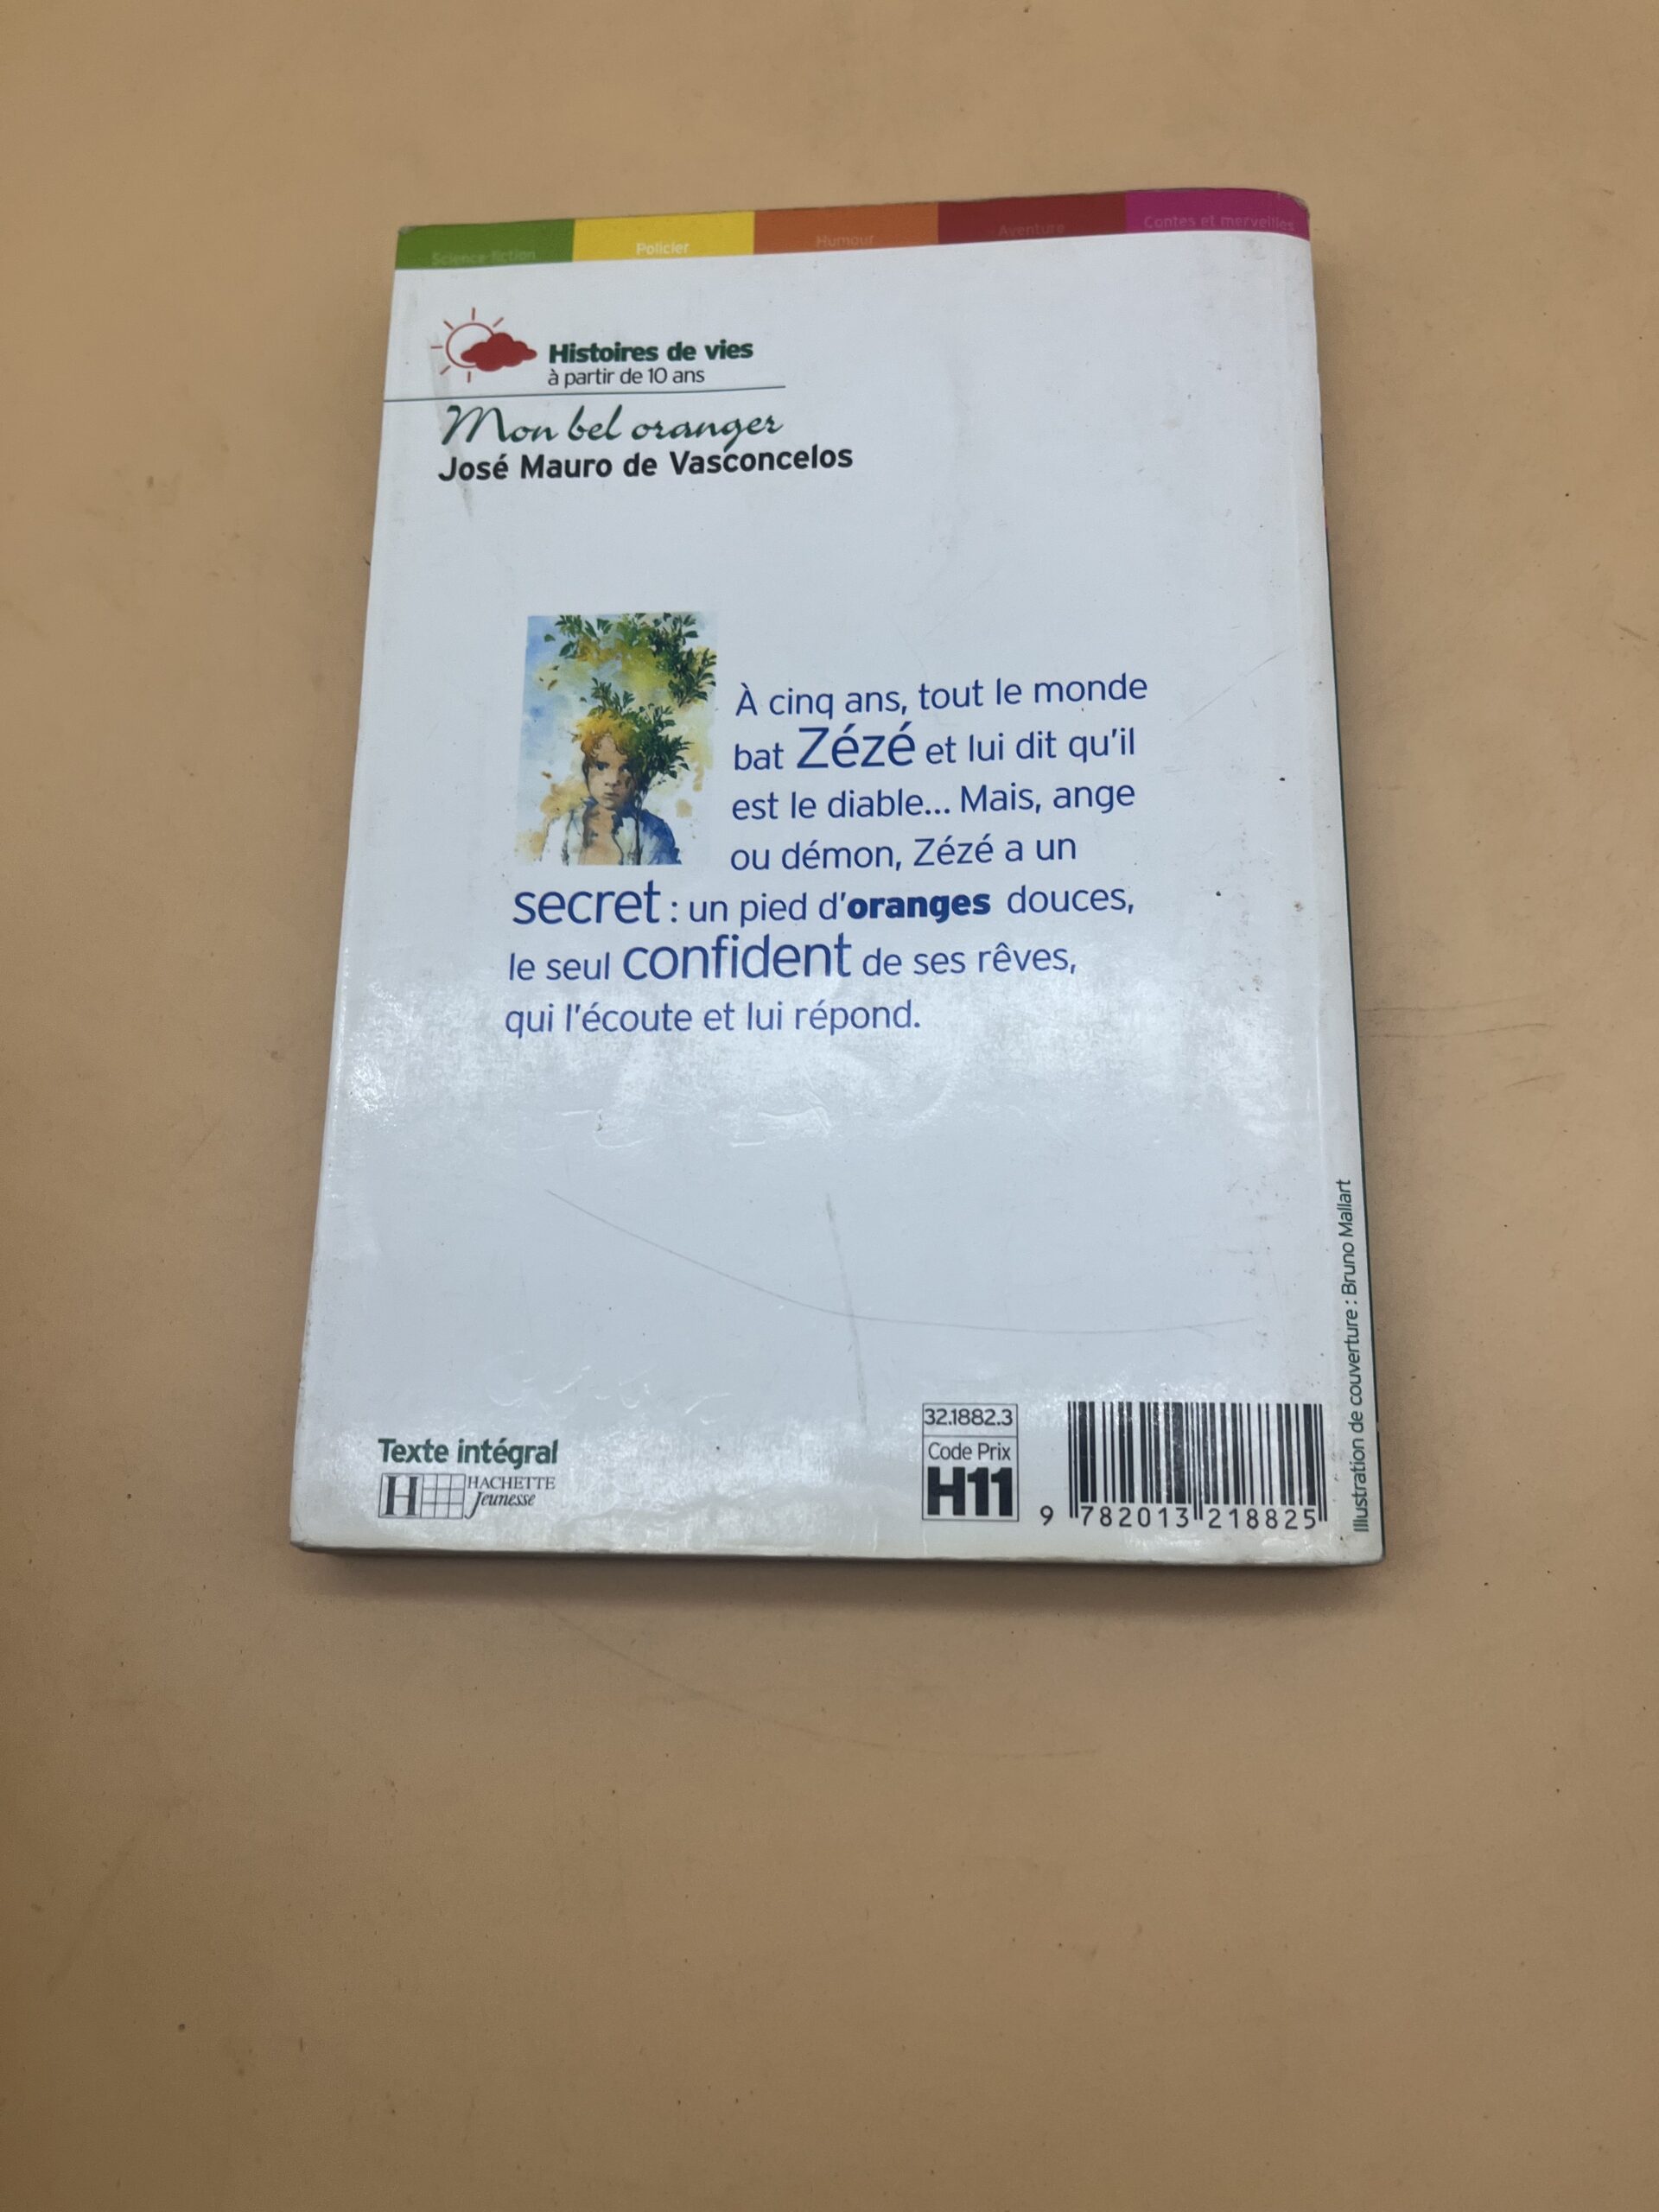 Science-fiction
Policier
Humour
Aventure
Contes et merveilles
Histoires de vies
à partir de 10 ans
Mon bel oranger
José Mauro de Vasconcelos
À cinq ans, tout le monde
bat Zézé et lui dit qu'il
est le diable... Mais, ange
ou démon, Zézé a un
secret : un pied d'oranges douces,
le seul confident de ses rêves,
qui l'écoute et lui répond.
Texte intégral
H HACHETTE
Jeunesse
32.1882.3
Code Prix
H11
9 782013 218825
Illustration de couverture : Bruno Mallart